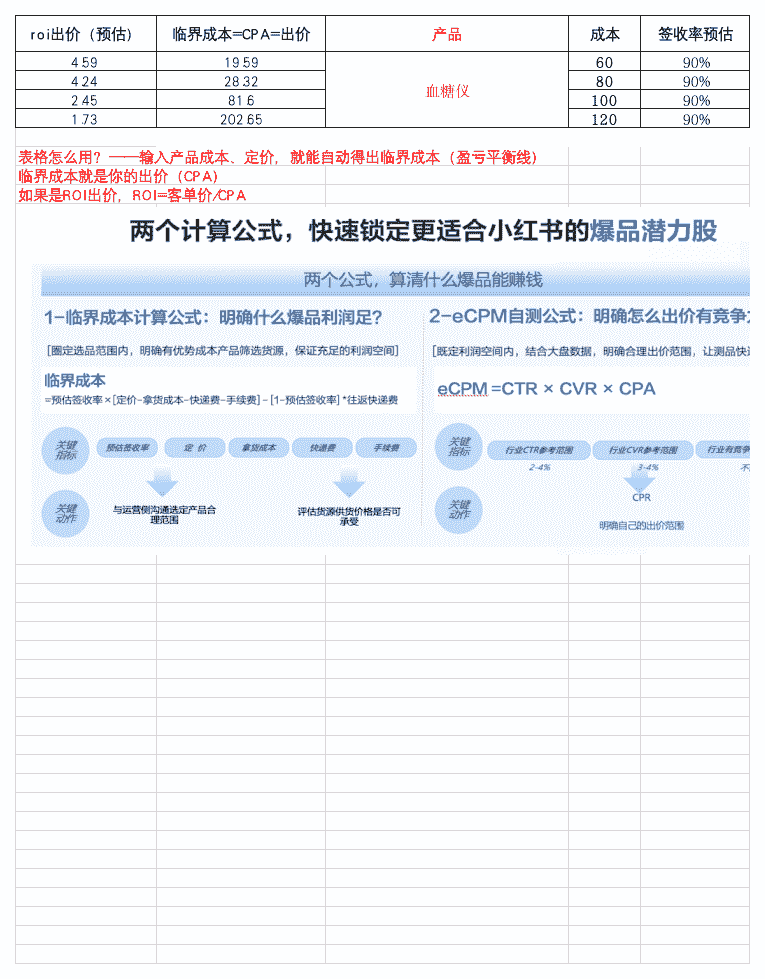 roi出价（预估） 临界成本=CPA=出价 产品 成本 签收率预估
4.59 19.59 血糖仪 60 90%
4.24 28.32 80 90%
2.45 81.6 100 90%
1.73 202.65 120 90%
表格怎么用？——输入产品成本、定价，就能自动得出临界成本（盈亏平衡线）
临界成本就是你的出价（CPA）
如果是ROI出价，ROI=客单价/CPA
两个计算公式，快速锁定更适合小红书的爆品潜力股
两个公式，算清什么爆品能赚钱
1-临界成本计算公式：明确什么爆品利润足？
[圈定选品范围内，明确有优势成本产品筛选货源，保证充足的利润空间]
临界成本
=预估签收率×[定价-拿货成本-快递费-手续费]-[1-预估签收率]*往返快递费
关键指标
预估签收率 定 价 拿货成本 快递费 手续费
关键动作
与运营侧沟通选定产品合
理范围
评估货源供货价格是否可
承受
2-eCPM自测公式：明确怎么出价有竞争
[既定利润空间内，结合大盘数据，明确合理出价范围，让测品快
eCPM =CTR × CVR × CPA
关键指标
行业CTR参考范围 行业CVR参考范围 行业有竞争
2-4% 3-4% 不
CPR
关键动作
明确自己的出价范围